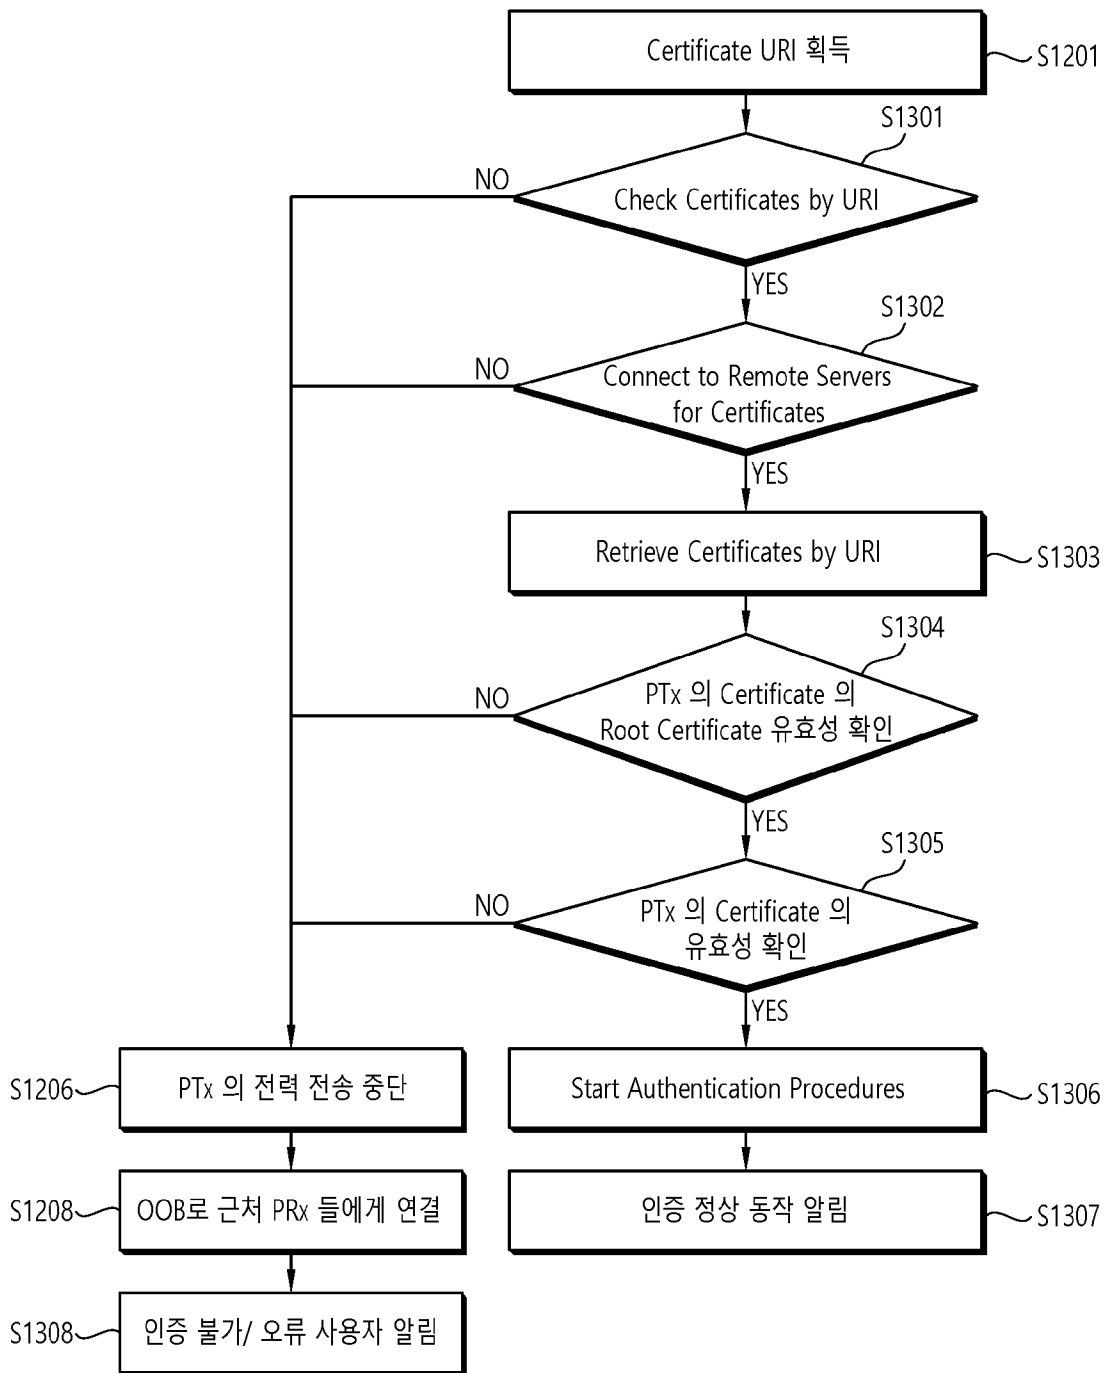 Certificate URI 획득
S1201
S1301
NO
Check Certificates by URI
YES
S1302
NO
Connect to Remote Servers
for Certificates
YES
Retrieve Certificates by URI
S1303
S1304
NO
PTx 의 Certificate 의
Root Certificate 유효성 확인
YES
S1305
NO
PTx 의 Certificate 의
유효성 확인
YES
S1206
PTx 의 전력 전송 중단
Start Authentication Procedures
S1306
S1208
OOB로 근처 PRx 들에게 연결
인증 정상 동작 알림
S1307
S1308
인증 불가/ 오류 사용자 알림